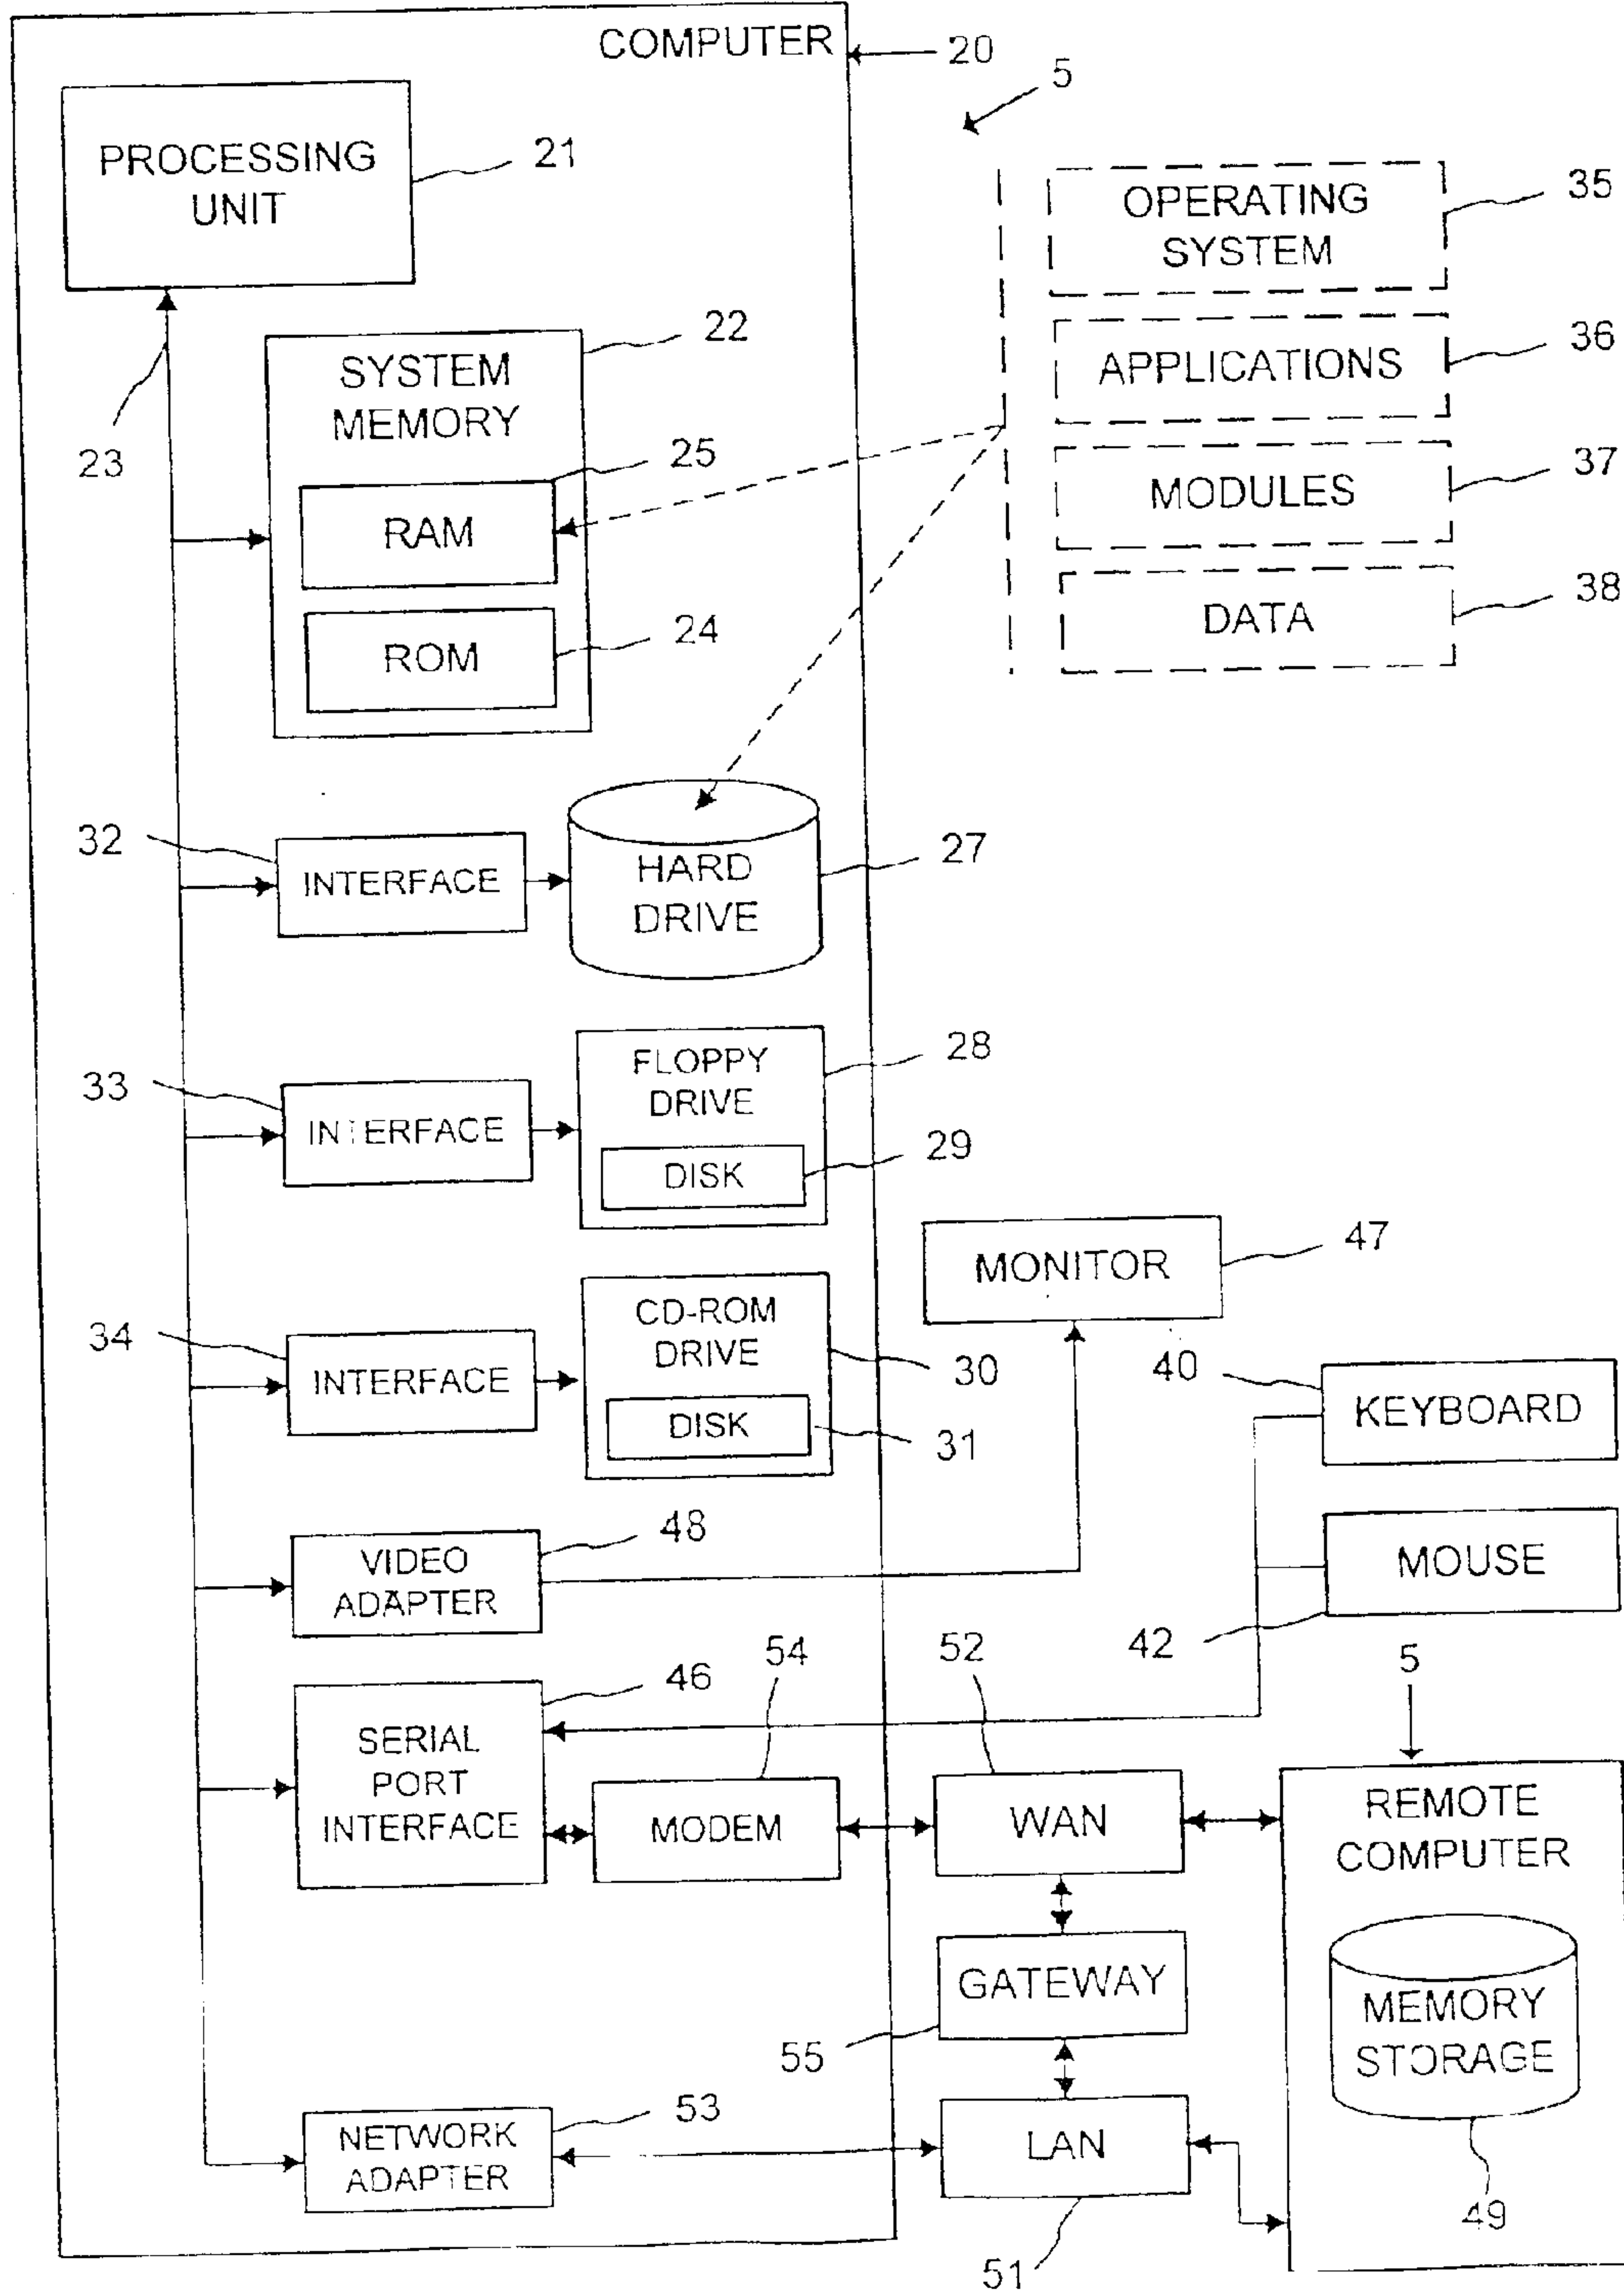 COMPUTER
20
5
PROCESSING
UNIT
21
OPERATING
SYSTEM
35
22
SYSTEM
MEMORY
APPLICATIONS
36
23
25
RAM
MODULES
37
24
ROM
DATA
38
32
INTERFACE
HARD
DRIVE
27
33
INTERFACE
FLOPPY
DRIVE
28
DISK
29
MONITOR
47
34
INTERFACE
CD-ROM
DRIVE
30
DISK
31
40
KEYBOARD
VIDEO
ADAPTER
48
MOUSE
42
46
54
52
5
SERIAL
PORT
INTERFACE
MODEM
WAN
REMOTE
COMPUTER
GATEWAY
55
MEMORY
STORAGE
49
NETWORK
ADAPTER
53
LAN
51